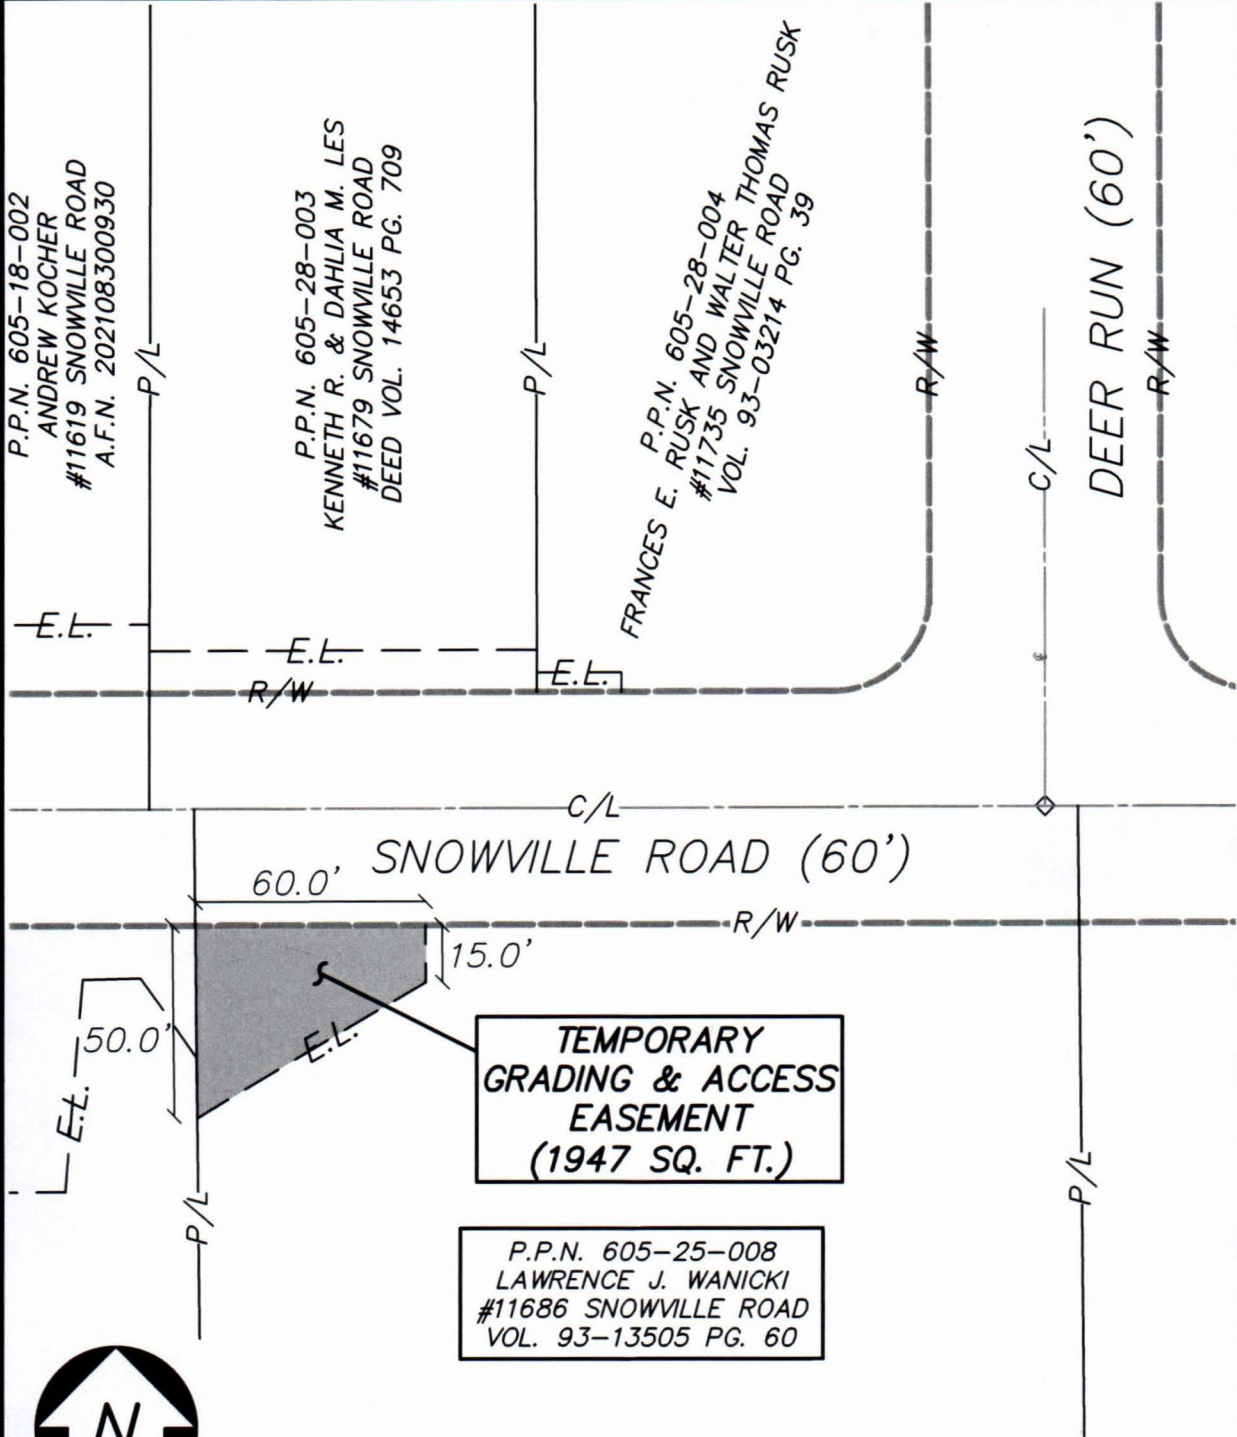 P.P.N. 605-18-002
ANDREW KOCHER
#11619 SNOWVILLE ROAD
A.F.N. 202108300930
P/L
P.P.N. 605-28-003
KENNETH R. & DAHLIA M. LES
#11679 SNOWVILLE ROAD
DEED VOL. 14653 PG. 709
P/L
P.P.N. 605-28-004
FRANCES E. RUSK AND WALTER THOMAS RUSK
#11735 SNOWVILLE ROAD
VOL. 93-03214 PG. 39
R/W
C/L
DEER RUN (60')
R/W
E.L.
E.L.
E.L.
R/W
C/L
SNOWVILLE ROAD (60')
60.0'
R/W
15.0'
50.0'
E.L.
E.L.
TEMPORARY
GRADING & ACCESS
EASEMENT
(1947 SQ. FT.)
P/L
P/L
P.P.N. 605-25-008
LAWRENCE J. WANICKI
#11686 SNOWVILLE ROAD
VOL. 93-13505 PG. 60
N